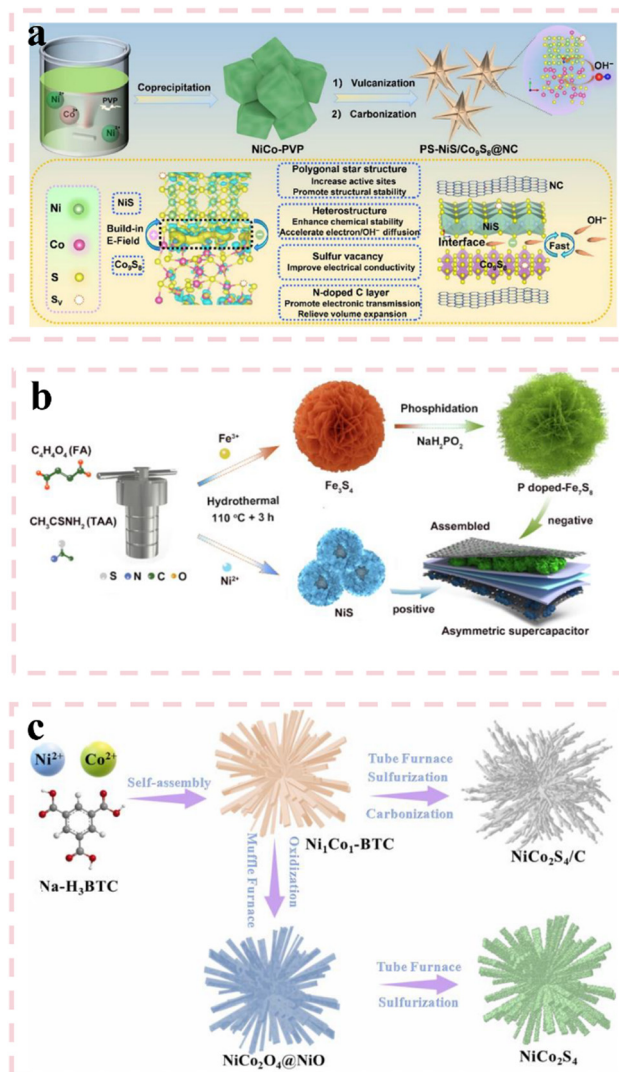 a
Ni
Co
PVP
Ni
Coprecipitation
NiCo-PVP
1) Vulcanization
2) Carbonization
PS-NiS/Co₉S₈@NC
OH⁻
Ni
Co
S
Sᵥ
NiS
Build-in
E-Field
Co₉S₈
Polygonal star structure
Increase active sites
Promote structural stability
Heterostructure
Enhance chemical stability
Accelerate electron/OH⁻ diffusion
Sulfur vacancy
Improve electrical conductivity
N-doped C layer
Promote electronic transmission
Relieve volume expansion
NC
NiS
OH⁻
Interface
Fast
Co₉S₈
b
C₄H₄O₄ (FA)
CH₃CSNH₂ (TAA)
S N C O
Fe³⁺
Hydrothermal
110 °C + 3 h
Ni²⁺
Fe₃S₄
Phosphidation
NaH₂PO₂
P doped-Fe₇S₈
negative
NiS
positive
Assembled
Asymmetric supercapacitor
c
Ni²⁺
Co²⁺
Na-H₃BTC
Self-assembly
Ni₁Co₁-BTC
Tube Furnace
Sulfurization
Carbonization
NiCo₂S₄/C
Muffle Furnace
Oxidization
NiCo₂O₄@NiO
Tube Furnace
Sulfurization
NiCo₂S₄